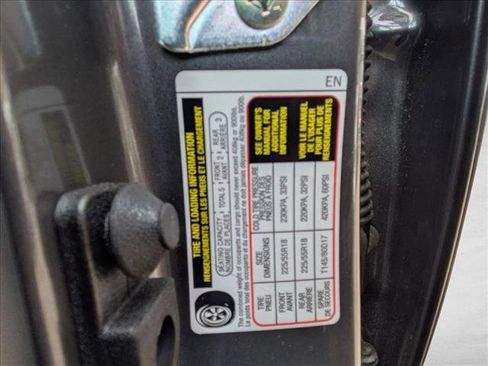 EN
TIRE AND LOADING INFORMATION
RENSEIGNEMENTS SUR LES PNEUS ET LE CHARGEMENT
SEATING CAPACITY TOTAL 5 FRONT 2 REAR 3
NOMBRE DE PLACES AVANT ARRIÈRE
The combined weight of occupants and cargo should never exceed 408kg or 900lbs.
Le poids total des occupants et du chargement ne doit jamais dépasser 408kg or 900lb.
TIRE SIZE COLD TIRE PRESSURE
PNEU DIMENSIONS PRESSION DES PNEUS À FROID
FRONT 225/55R18 230KPA, 33PSI
AVANT
REAR 225/55R18 220KPA, 32PSI
ARRIÈRE
SPARE T145/80D17 420KPA, 60PSI
DE SECOURS
SEE OWNER'S
MANUAL FOR
ADDITIONAL
INFORMATION
VOIR LE MANUEL
DE L'USAGER
POUR PLUS DE
RENSEIGNEMENTS